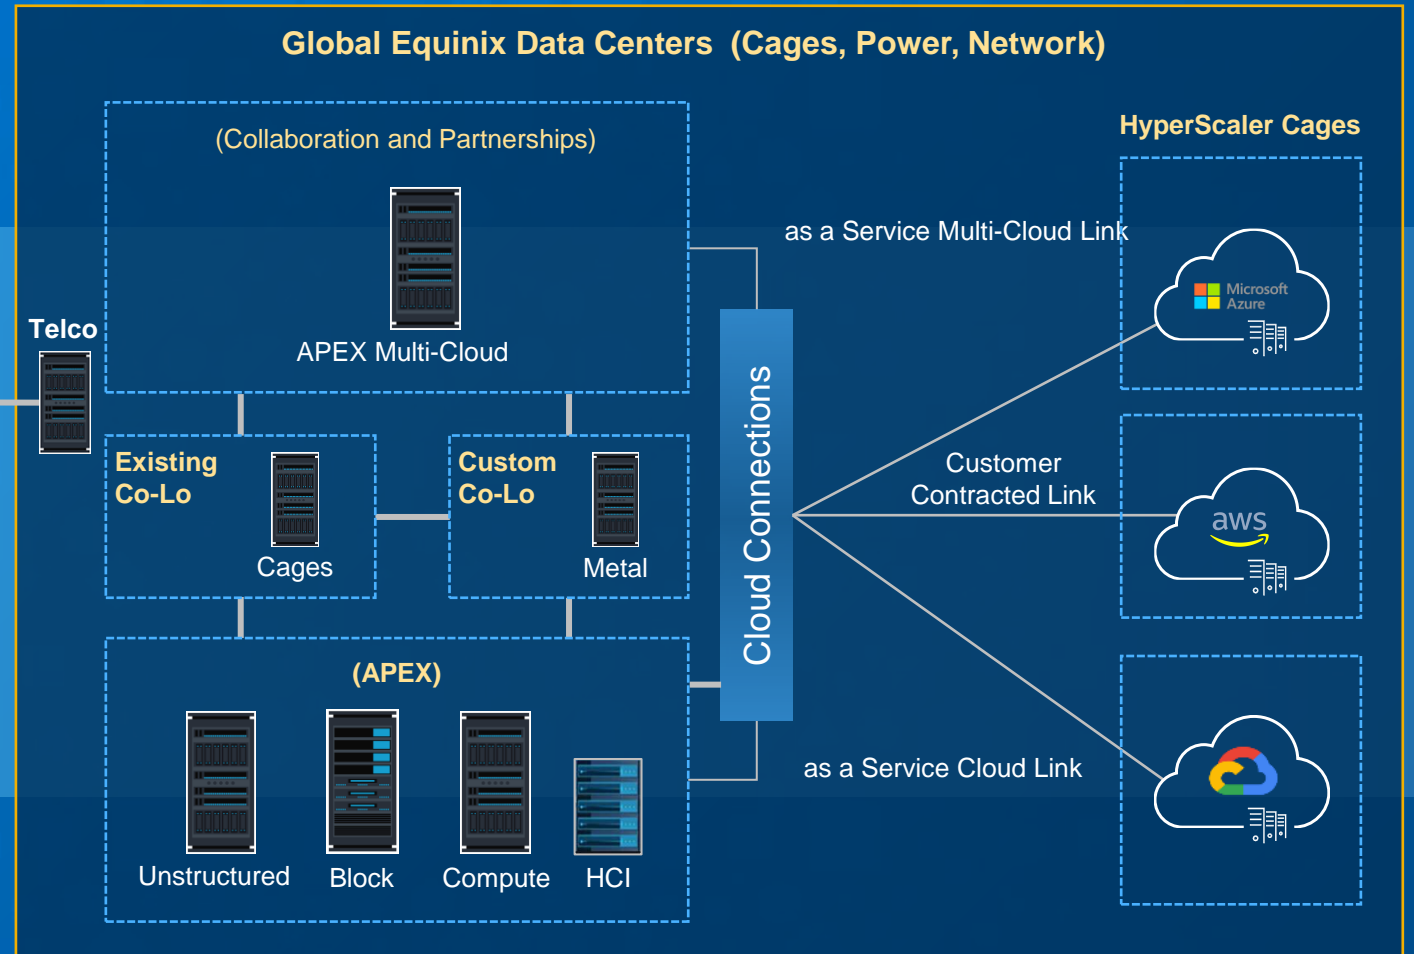 Global Equinix Data Centers (Cages, Power, Network)
(Collaboration and Partnerships)
APEX Multi-Cloud
Telco
Existing
Co-Lo
Cages
Custom
Co-Lo
Metal
(APEX)
Unstructured
Block
Compute
HCI
Cloud Connections
as a Service Multi-Cloud Link
Customer
Contracted Link
as a Service Cloud Link
HyperScaler Cages
Microsoft
Azure
aws